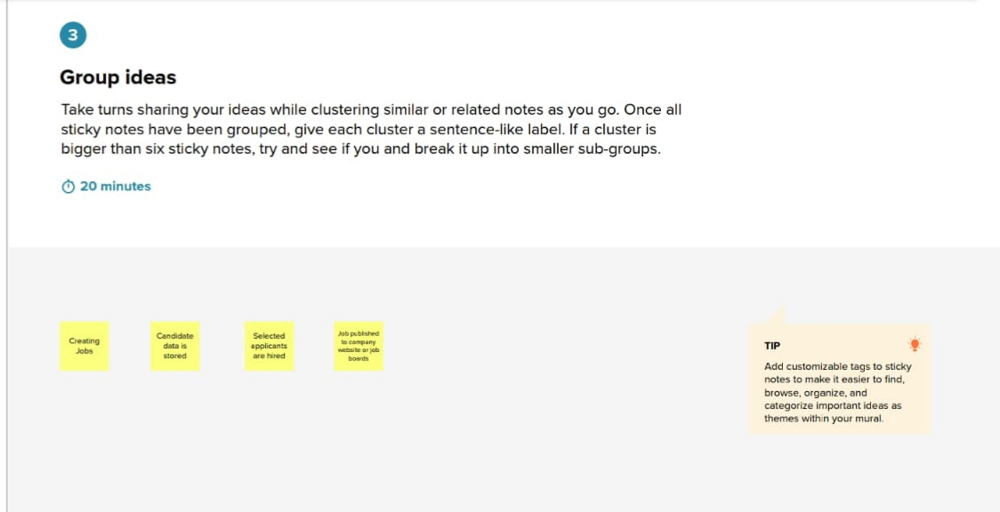 3
Group ideas
Take turns sharing your ideas while clustering similar or related notes as you go. Once all
sticky notes have been grouped, give each cluster a sentence-like label. If a cluster is
bigger than six sticky notes, try and see if you and break it up into smaller sub-groups.
20 minutes
Creating
Jobs
Candidate
data is
stored
Selected
applicants
are hired
Job published
to company
website or job
boards
TIP
Add customizable tags to sticky
notes to make it easier to find,
browse, organize, and
categorize important ideas as
themes within your mural.